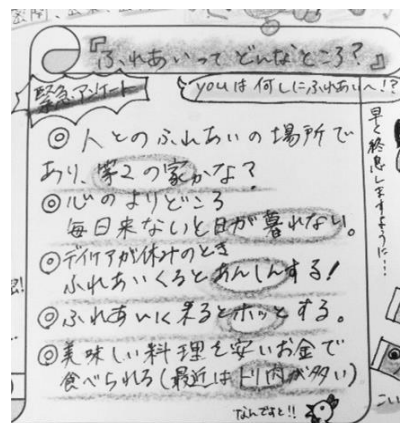 『ふれあいって どんなところ?』
緊急アンケート
youは何しにふれあいへ!?
◎ 人とのふれあいの場所で
あり、第2の家かな?
◎ 心のよりどころ
毎日来ないと日が暮れない。
◎ デイケアが休みのとき
ふれあいくるとあんしんする!
◎ ふれあいに来るとホッとする。
◎ 美味しい料理を安いお金で
食べられる(最近はトリ肉が多い)
なんですと!!
早く終息しますように…